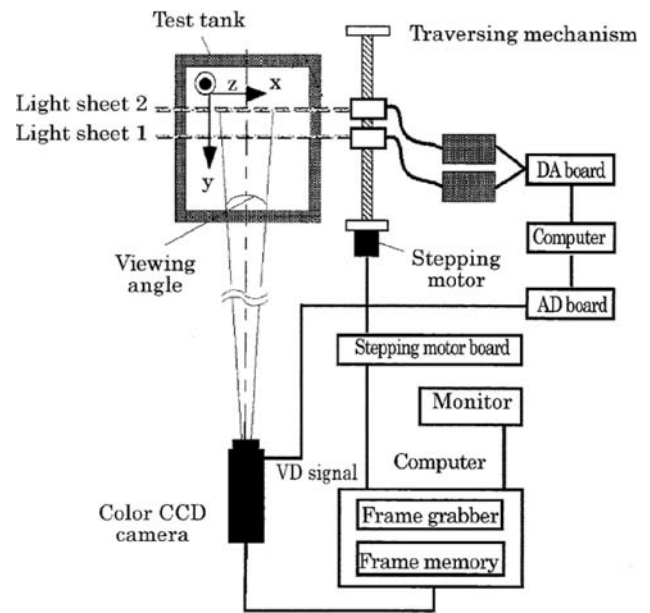 Test tank
Traversing mechanism
z x
Light sheet 2
Light sheet 1
y
DA board
Computer
Viewing
angle
Stepping
motor
AD board
Stepping motor board
Monitor
VD signal
Computer
Color CCD
camera
Frame grabber
Frame memory